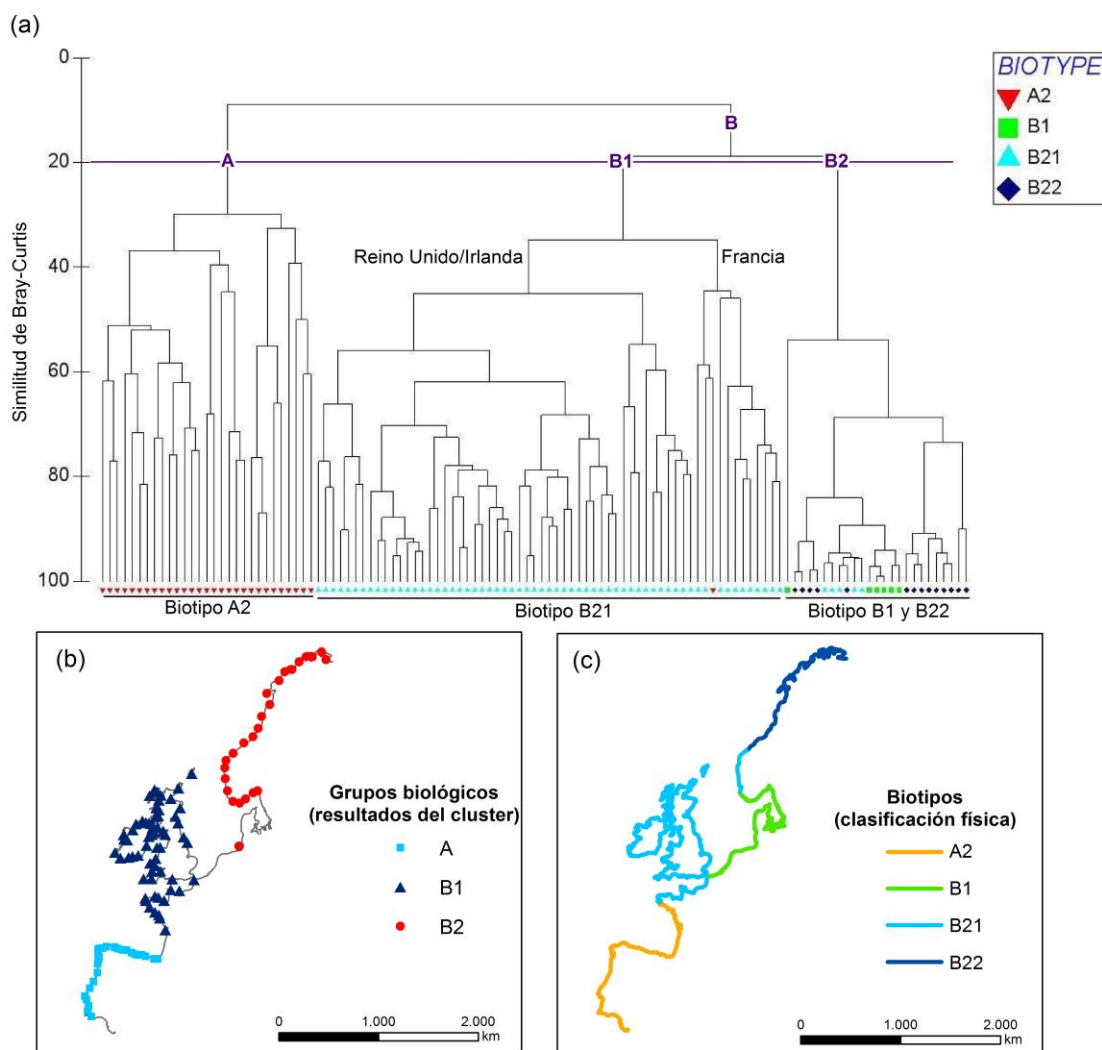 (a)
0
20
40
60
80
100
Similitud de Bray-Curtis
A
B
B1
B2
Reino Unido/Irlanda
Francia
BIOTYPE
A2
B1
B21
B22
Biotipo A2
Biotipo B21
Biotipo B1 y B22
(b)
Grupos biológicos
(resultados del cluster)
A
B1
B2
0
1.000
2.000
km
(c)
Biotipos
(clasificación física)
A2
B1
B21
B22
0
1.000
2.000
km